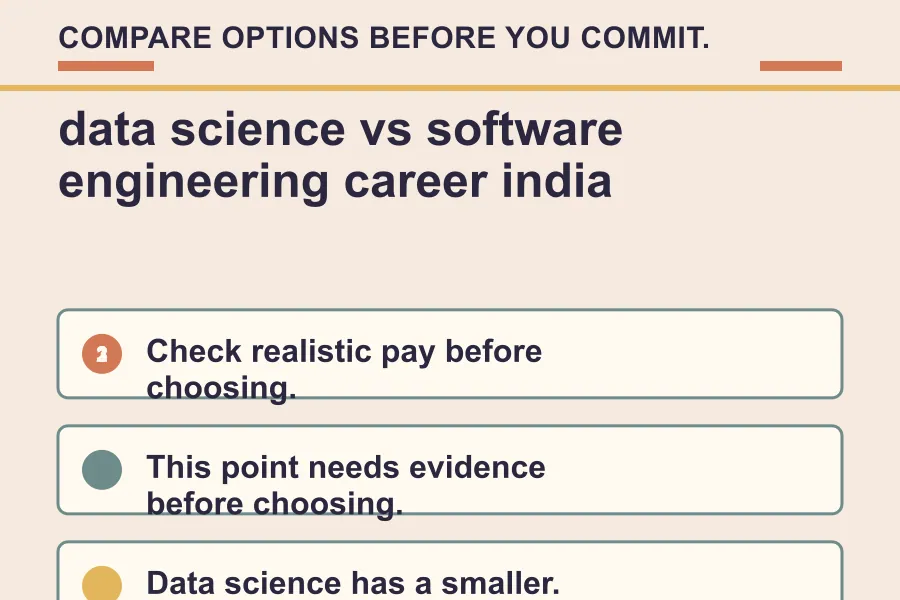 COMPARE OPTIONS BEFORE YOU COMMIT.
data science vs software
engineering career india
Check realistic pay before
choosing.
This point needs evidence
before choosing.
Data science has a smaller.